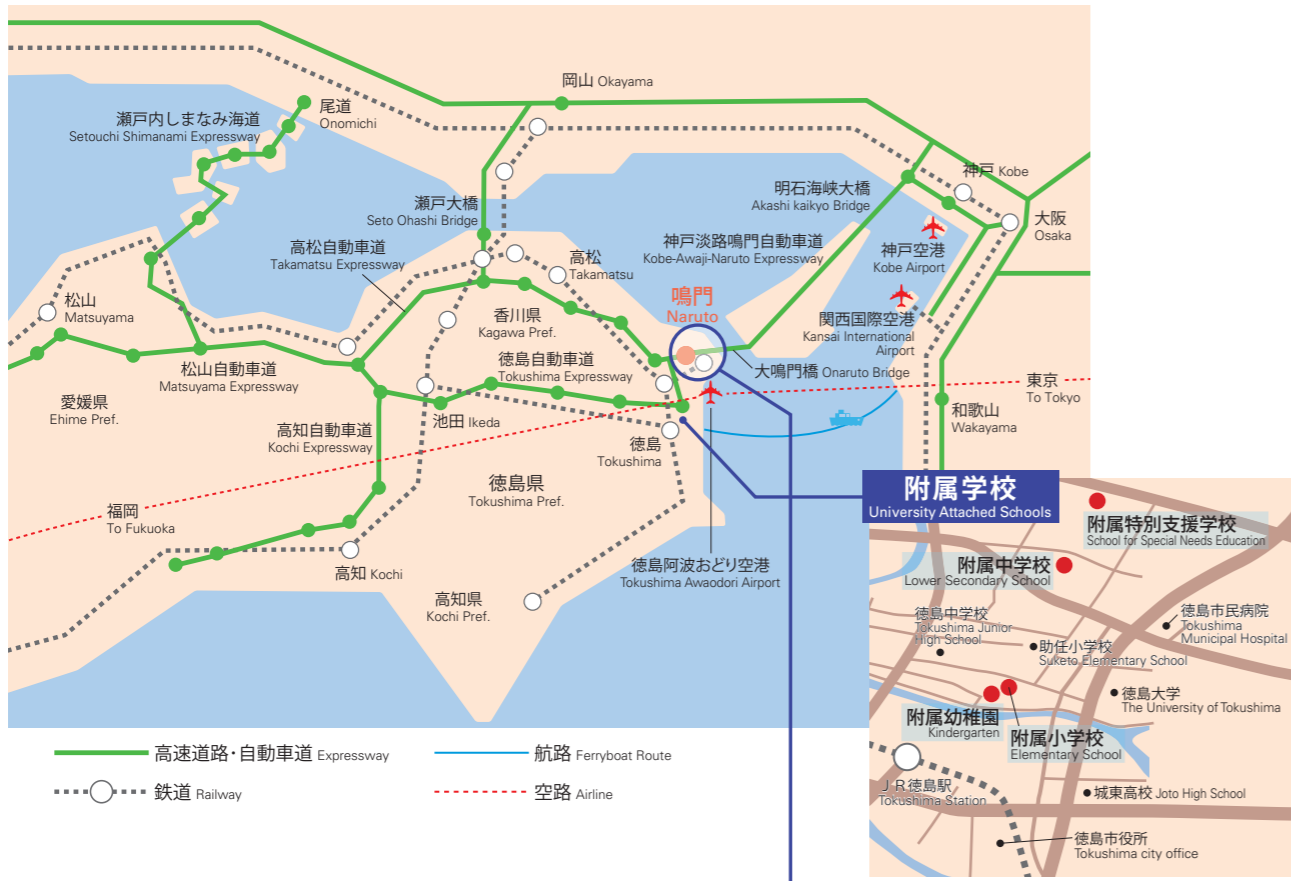 岡山 Okayama
尾道
Onomichi
瀬戸内しまなみ海道
Setouchi Shimanami Expressway
瀬戸大橋
Seto Ohashi Bridge
明石海峡大橋
Akashi kaikyo Bridge
神戸 Kobe
大阪
Osaka
高松自動車道
Takamatsu Expressway
高松
Takamatsu
神戸淡路鳴門自動車道
Kobe-Awaji-Naruto Expressway
神戸空港
Kobe Airport
松山
Matsuyama
香川県
Kagawa Pref.
鳴門
Naruto
関西国際空港
Kansai International
Airport
松山自動車道
Matsuyama Expressway
徳島自動車道
Tokushima Expressway
大鳴門橋 Onaruto Bridge
愛媛県
Ehime Pref.
高知自動車道
Kochi Expressway
池田 Ikeda
東京
To Tokyo
和歌山
Wakayama
徳島
Tokushima
徳島県
Tokushima Pref.
福岡
To Fukuoka
高知 Kochi
高知県
Kochi Pref.
徳島阿波おどり空港
Tokushima Awaodori Airport
附属学校
University Attached Schools
附属特別支援学校
School for Special Needs Education
附属中学校
Lower Secondary School
徳島中学校
Tokushima Junior
High School
徳島市民病院
Tokushima
Municipal Hospital
助任小学校
Suketo Elementary School
徳島大学
The University of Tokushima
附属幼稚園
Kindergarten
附属小学校
Elementary School
ＪＲ徳島駅
Tokushima Station
城東高校 Joto High School
徳島市役所
Tokushima city office
高速道路・自動車道 Expressway
航路 Ferryboat Route
鉄道 Railway
空路 Airline